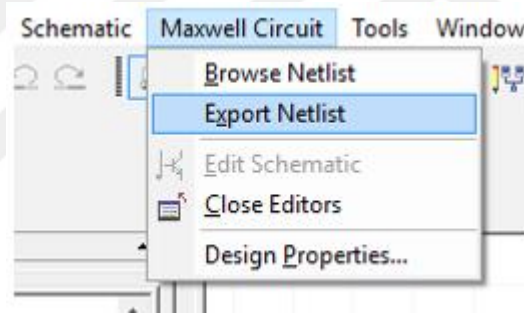 Schematic Maxwell Circuit Tools Window
Browse Netlist
Export Netlist
Edit Schematic
Close Editors
Design Properties...